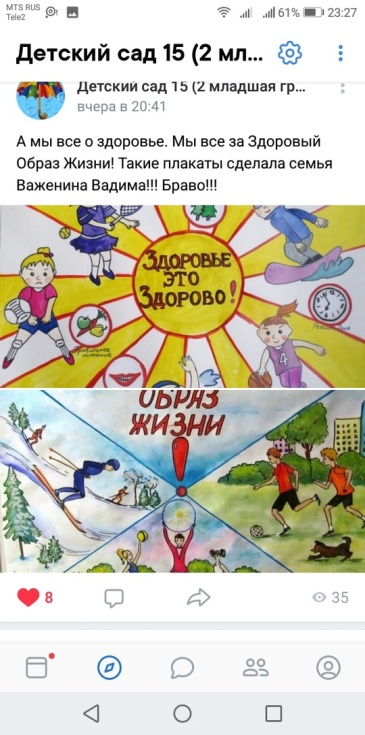 MTS RUS
Tele2
61%
23:27
Детский сад 15 (2 мл...
Детский сад 15 (2 младшая гр...
вчера в 20:41
А мы все о здоровье. Мы все за Здоровый
Образ Жизни! Такие плакаты сделала семья
Важенина Вадима!!! Браво!!!
Здоровье
это
Здорово!
4
Правильное
питание
ОБРАЗ
ЖИЗНИ
!
8
35